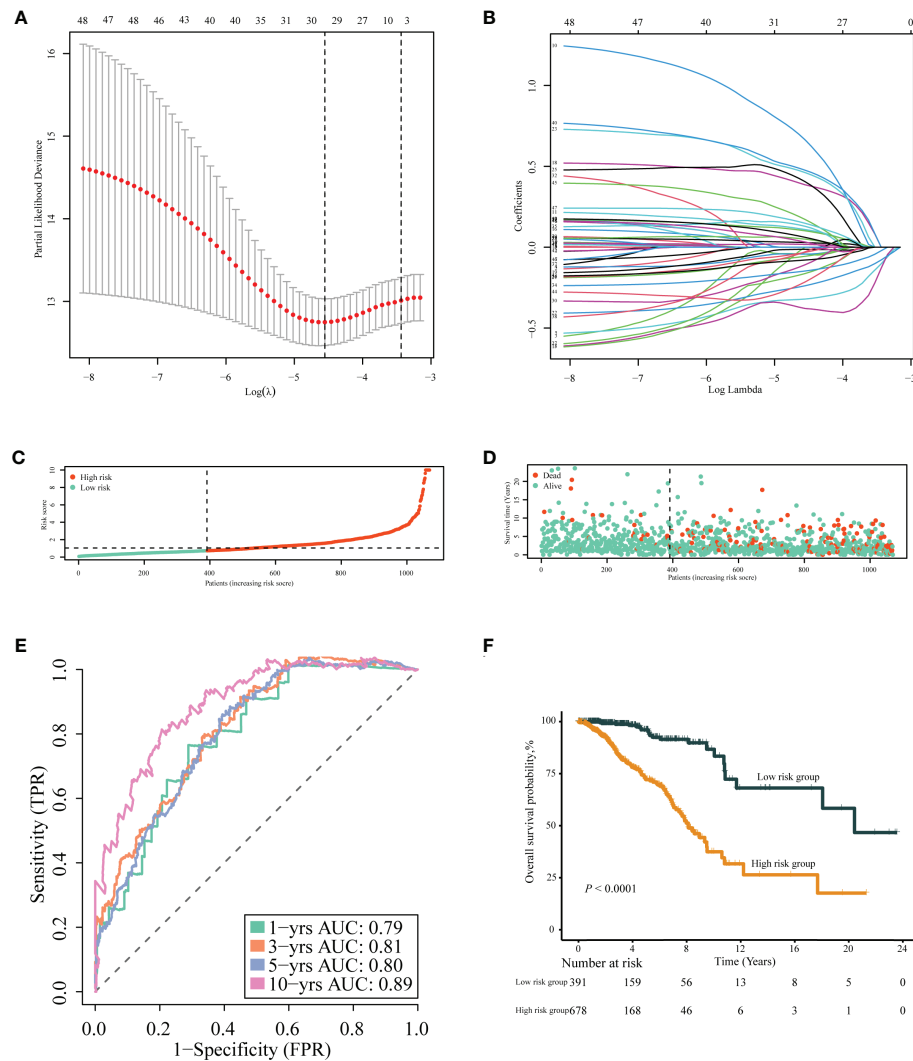 A
48 47 46 43 40 40 35 31 30 29 27 10 3
Partial Likelihood Deviance
16
15
14
13
−8 −7 −6 −5 −4 −3
Log(λ)
B
48 47 40 31 27 0
Coefficients
1.0
0.5
0.0
−0.5
−8 −7 −6 −5 −4 −3
Log Lambda
C
High risk
Low risk
Risk score
10
8
6
4
2
0
0 200 400 600 800 1000
Patients (increasing risk socre)
D
Dead
Alive
Survival time (Years)
20
15
10
5
0
0 200 400 600 800 1000
Patients (increasing risk socre)
E
Sensitivity (TPR)
1.0
0.8
0.6
0.4
0.2
0.0
1−yrs AUC: 0.79
3−yrs AUC: 0.81
5−yrs AUC: 0.80
10−yrs AUC: 0.89
0.0 0.2 0.4 0.6 0.8 1.0
1−Specificity (FPR)
F
Overall survival probability,%
100
75
50
25
0
Low risk group
High risk group
P < 0.0001
0 4 8 12 16 20 24
Time (Years)
Number at risk
Low risk group 391 159 56 13 8 5 0
High risk group 678 168 46 6 3 1 0